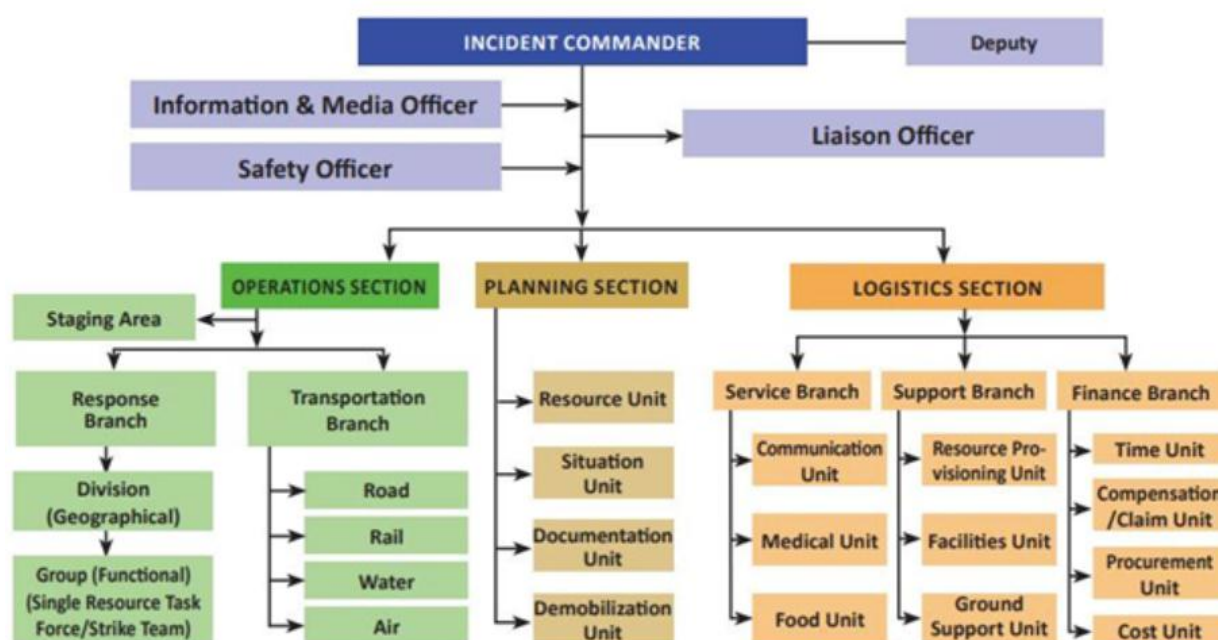 INCIDENT COMMANDER
Deputy
Information & Media Officer
Liaison Officer
Safety Officer
OPERATIONS SECTION
PLANNING SECTION
LOGISTICS SECTION
Staging Area
Response
Branch
Transportation
Branch
Division
(Geographical)
Group (Functional)
(Single Resource Task
Force/Strike Team)
Road
Rail
Water
Air
Resource Unit
Situation
Unit
Documentation
Unit
Demobilization
Unit
Service Branch
Communication
Unit
Medical Unit
Food Unit
Support Branch
Resource Pro-
visioning Unit
Facilities Unit
Ground
Support Unit
Finance Branch
Time Unit
Compensation
/Claim Unit
Procurement
Unit
Cost Unit